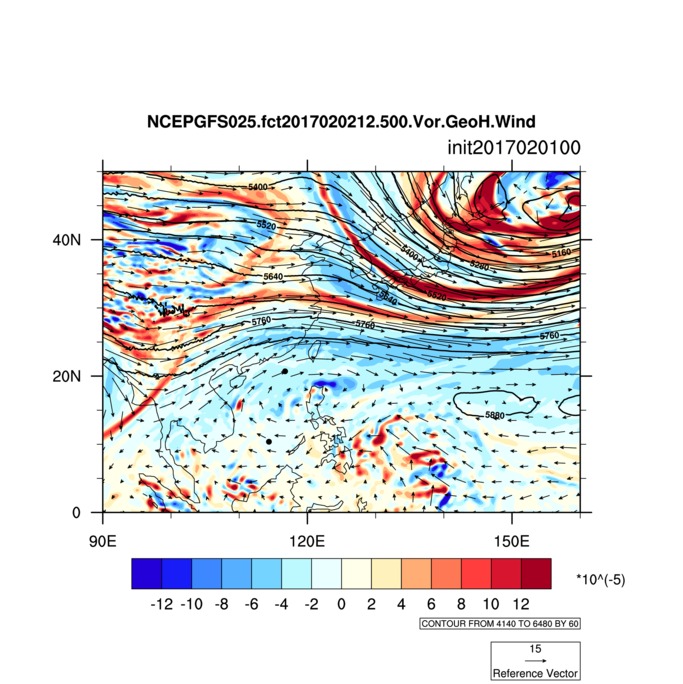 NCEPGFS025.fct2017020212.500.Vor.GeoH.Wind
init2017020100
5400
5520
5640
5760
5760
5400
5280
5160
5520
5640
5760
5880
40N
20N
0
90E 120E 150E
-12 -10 -8 -6 -4 -2 0 2 4 6 8 10 12
*10^(-5)
CONTOUR FROM 4140 TO 6480 BY 60
15
Reference Vector